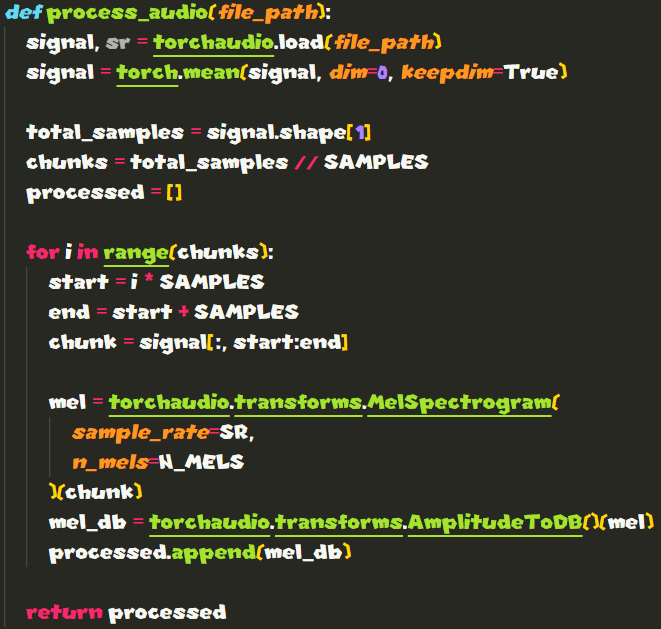 def process_audio(file_path):
    signal, sr = torchaudio.load(file_path)
    signal = torch.mean(signal, dim=0, keepdim=True)

    total_samples = signal.shape[1]
    chunks = total_samples // SAMPLES
    processed = []

    for i in range(chunks):
        start = i * SAMPLES
        end = start + SAMPLES
        chunk = signal[:, start:end]

        mel = torchaudio.transforms.MelSpectrogram(
            sample_rate=SR,
            n_mels=N_MELS
        )(chunk)
        mel_db = torchaudio.transforms.AmplitudeToDB()(mel)
        processed.append(mel_db)

    return processed